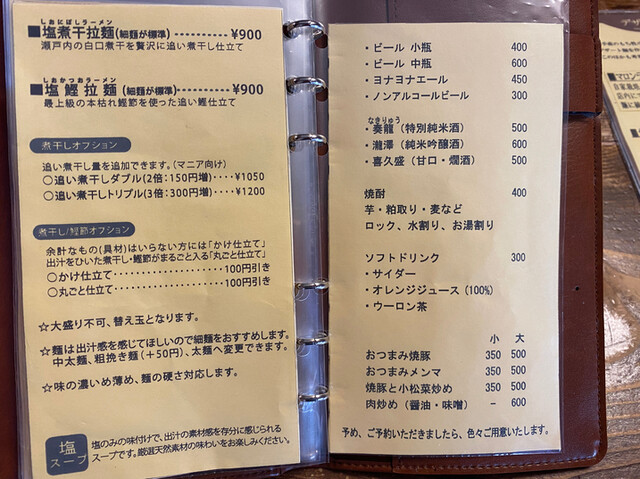 しおにぼしラーメン
■塩煮干拉麺(細麺が標準)------¥900
瀬戸内の白口煮干を贅沢に追い煮干し仕立て
しおかつおラーメン
■塩鰹拉麺(細麺が標準)--------¥900
最上級の本枯れ鰹節を使った追い鰹仕立て
煮干しオプション
追い煮干し量を追加できます。(マニア向け)
○追い煮干しダブル(2倍:150円増)‥‥¥1050
○追い煮干しトリプル(3倍:300円増)‥¥1200
煮干し/鰹節オプション
余計なもの(具材)はいらない方には「かけ仕立て」
出汁をひいた煮干し・鰹節がまるごと入る「丸ごと仕立」
○かけ仕立て‥‥‥‥‥‥‥‥100円引き
○丸ごと仕立‥‥‥‥‥‥‥‥100円引き
☆大盛り不可、替え玉となります。
☆麺は出汁感を感じてほしいので細麺をおすすめします。
中太麺、粗挽き麺(+50円)、太麺へ変更できます。
☆味の濃いめ薄め、麺の硬さ対応します。
塩
スープ
塩のみの味付けで、出汁の素材感を存分に感じられる
スープです。厳選天然素材の味わいをお楽しみください。
・ビール 小瓶 400
・ビール 中瓶 600
・ヨナヨナエール 450
・ノンアルコールビール 300
なきりゅう
・奏龍(特別純米酒) 500
・瀧澤(純米吟醸酒) 600
・喜久盛(甘口・燗酒) 500
焼酎 400
芋・粕取り・麦など
ロック、水割り、お湯割り
ソフトドリンク 300
・サイダー
・オレンジジュース(100%)
・ウーロン茶
小 大
おつまみ焼豚 350 500
おつまみメンマ 350 500
焼豚と小松菜炒め 350 500
肉炒め(醤油・味噌) - 600
予め、ご予約いただきましたら、色々ご用意いたします。
マロン
自家焙
店内に